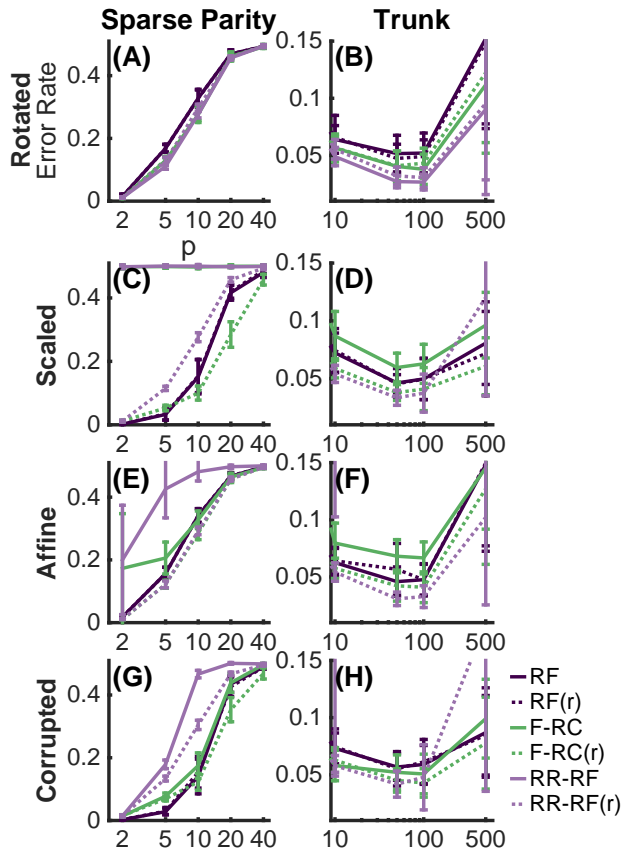 Sparse Parity Trunk
Rotated
Error Rate
(A)
0.4
0.2
0
2 5 10 20 40
p
(B)
0.15
0.1
0.05
10 100 500
Scaled
(C)
0.4
0.2
0
2 5 10 20 40
(D)
0.15
0.1
0.05
0
10 100 500
Affine
(E)
0.4
0.2
0
2 5 10 20 40
(F)
0.15
0.1
0.05
10 100 500
Corrupted
(G)
0.4
0.2
0
2 5 10 20 40
(H)
0.15
0.1
0.05
10 100 500
RF
RF(r)
F-RC
F-RC(r)
RR-RF
RR-RF(r)